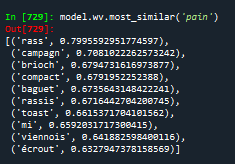 In [729]: model.wv.most_similar('pain')
Out[729]:
[('rass', 0.7995592951774597),
('campagn', 0.7081022262573242),
('brioch', 0.6794731616973877),
('compact', 0.6791952252388),
('baguet', 0.6735643148422241),
('rassis', 0.6716442704200745),
('toast', 0.6615371704101562),
('mi', 0.6592031717300415),
('viennois', 0.641882598400116),
('écrout', 0.6327947378158569)]